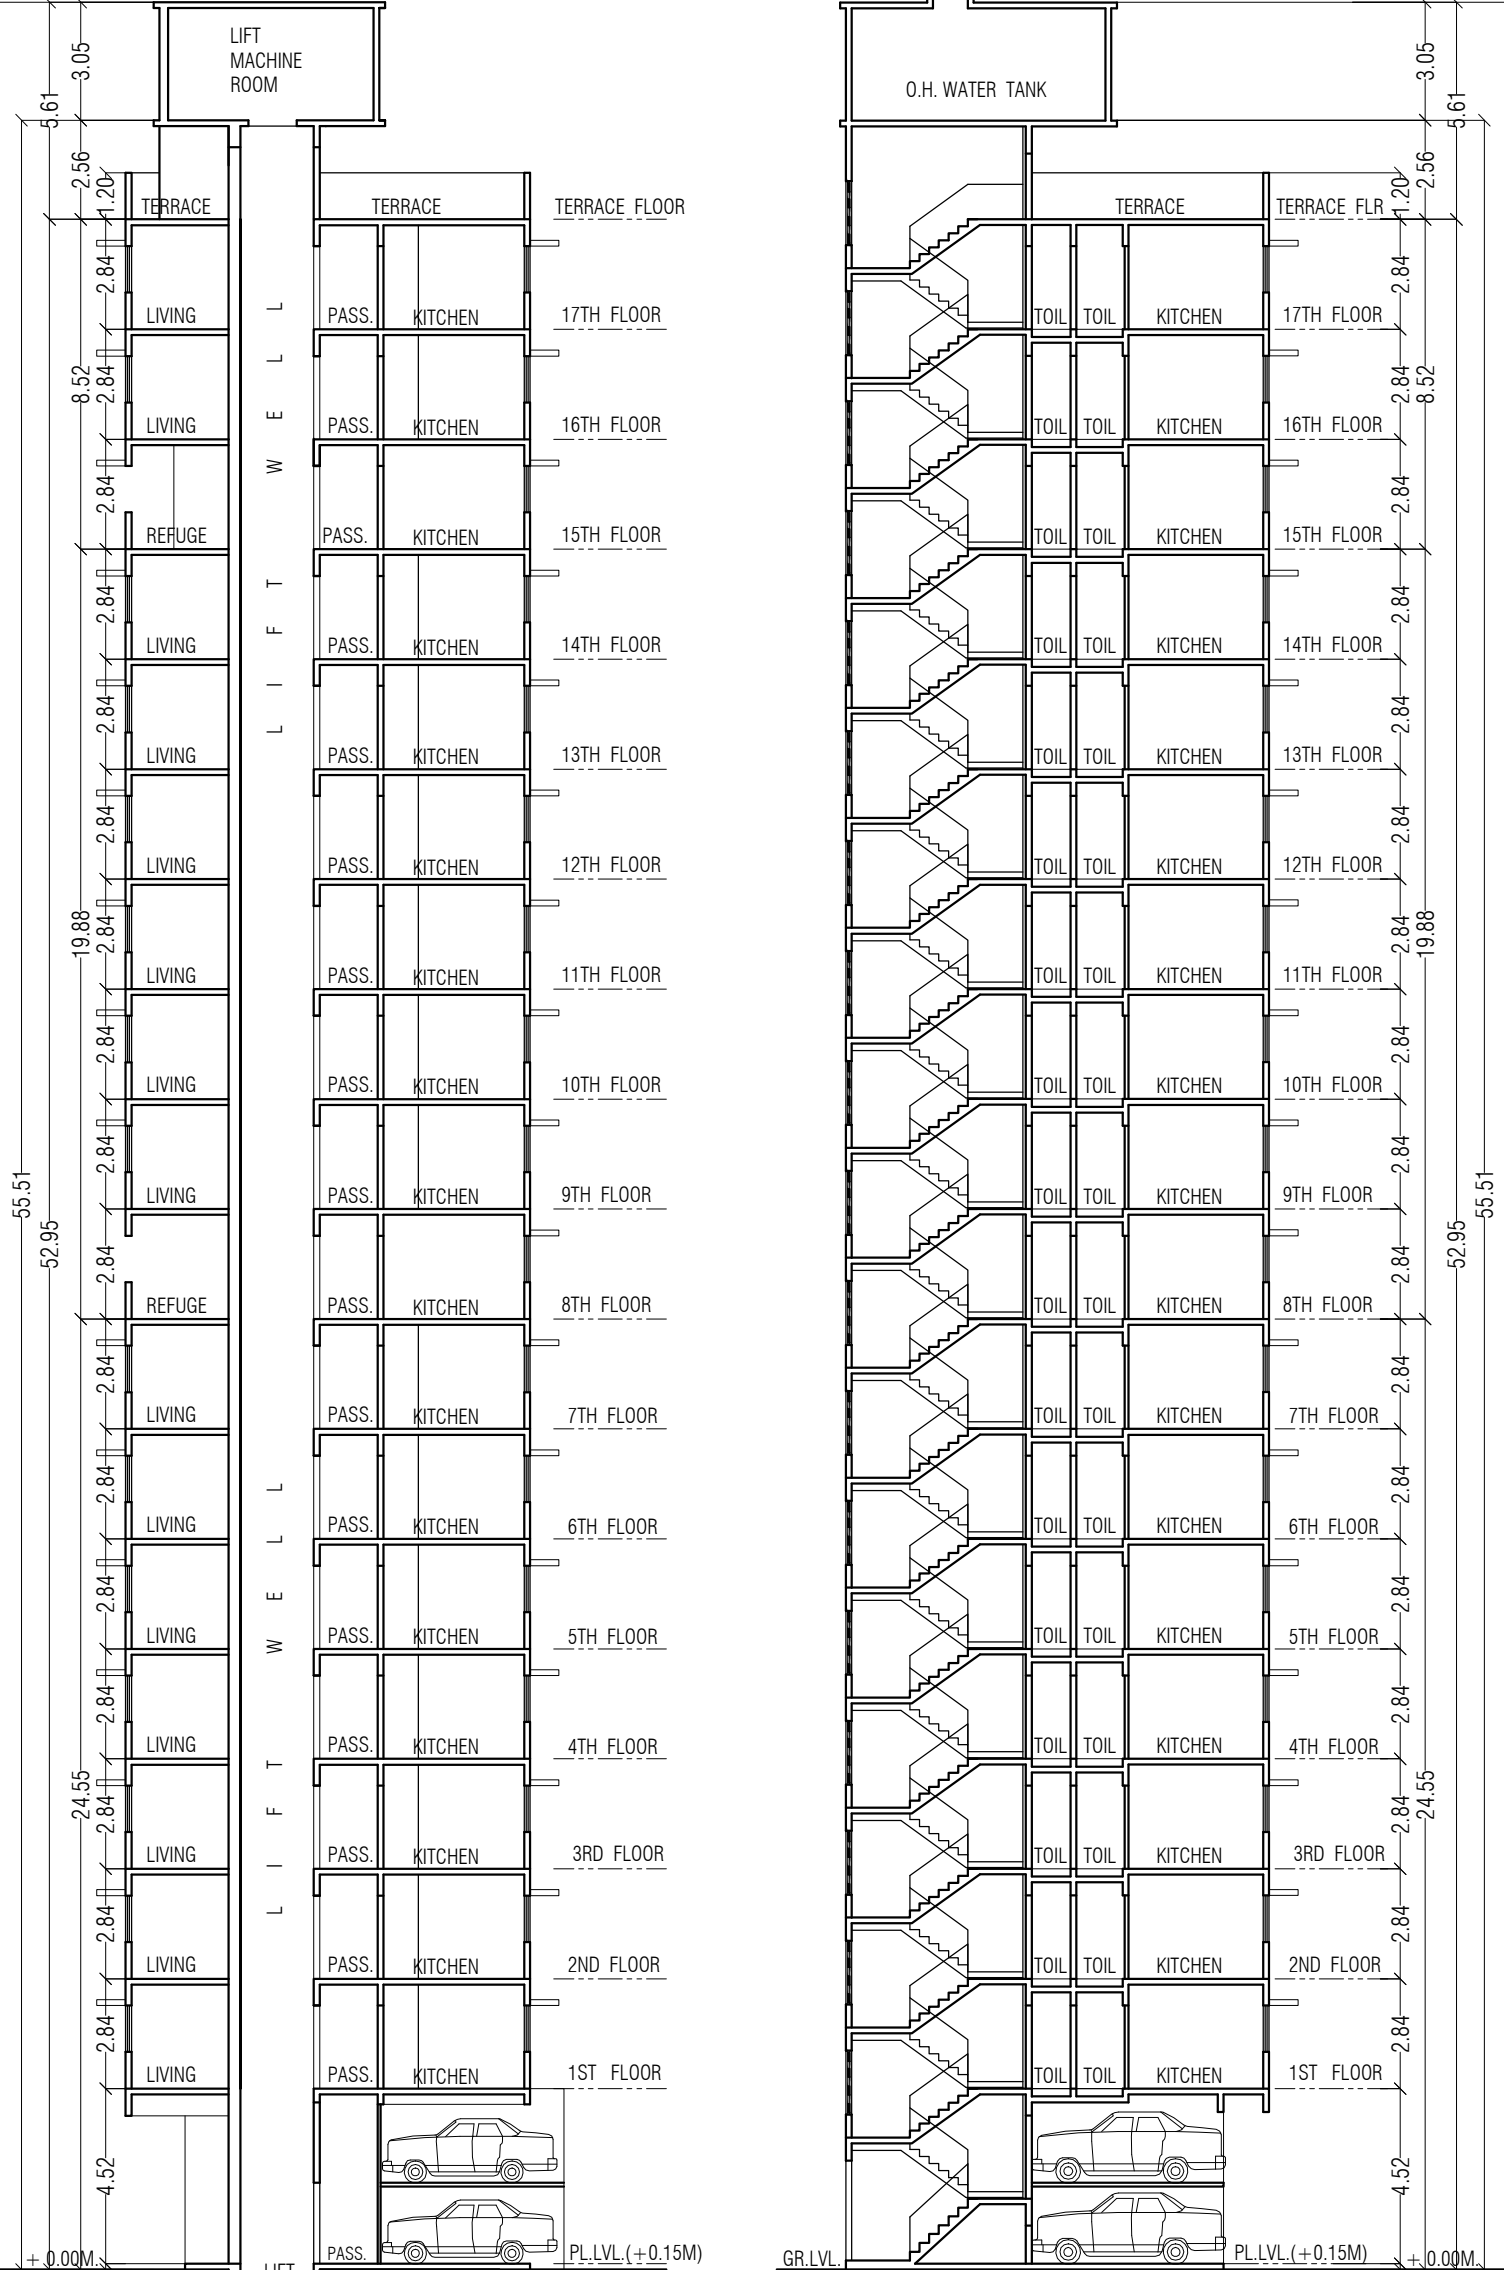 3.05
LIFT
MACHINE
ROOM
O.H. WATER TANK
3.05
5.61
5.61
2.56
2.56
1.20
TERRACE TERRACE TERRACE FLOOR
TERRACE TERRACE FLR
1.20
2.84 LIVING PASS. KITCHEN 17TH FLOOR
TOIL TOIL KITCHEN 17TH FLOOR 2.84
8.52
8.52
2.84 LIVING PASS. KITCHEN 16TH FLOOR
TOIL TOIL KITCHEN 16TH FLOOR 2.84
2.84 REFUGE PASS. KITCHEN 15TH FLOOR
TOIL TOIL KITCHEN 15TH FLOOR 2.84
2.84 LIVING PASS. KITCHEN 14TH FLOOR
TOIL TOIL KITCHEN 14TH FLOOR 2.84
LIFT WELL
2.84 LIVING PASS. KITCHEN 13TH FLOOR
TOIL TOIL KITCHEN 13TH FLOOR 2.84
2.84 LIVING PASS. KITCHEN 12TH FLOOR
TOIL TOIL KITCHEN 12TH FLOOR 2.84
19.88
19.88
2.84 LIVING PASS. KITCHEN 11TH FLOOR
TOIL TOIL KITCHEN 11TH FLOOR 2.84
2.84 LIVING PASS. KITCHEN 10TH FLOOR
TOIL TOIL KITCHEN 10TH FLOOR 2.84
2.84 LIVING PASS. KITCHEN 9TH FLOOR
TOIL TOIL KITCHEN 9TH FLOOR 2.84
55.51
55.51
52.95
52.95
2.84 REFUGE PASS. KITCHEN 8TH FLOOR
TOIL TOIL KITCHEN 8TH FLOOR 2.84
2.84 LIVING PASS. KITCHEN 7TH FLOOR
TOIL TOIL KITCHEN 7TH FLOOR 2.84
2.84 LIVING PASS. KITCHEN 6TH FLOOR
TOIL TOIL KITCHEN 6TH FLOOR 2.84
2.84 LIVING PASS. KITCHEN 5TH FLOOR
TOIL TOIL KITCHEN 5TH FLOOR 2.84
2.84 LIVING PASS. KITCHEN 4TH FLOOR
TOIL TOIL KITCHEN 4TH FLOOR 2.84
24.55
24.55
2.84 LIVING PASS. KITCHEN 3RD FLOOR
TOIL TOIL KITCHEN 3RD FLOOR 2.84
LIFT WELL
2.84 LIVING PASS. KITCHEN 2ND FLOOR
TOIL TOIL KITCHEN 2ND FLOOR 2.84
2.84 LIVING PASS. KITCHEN 1ST FLOOR
TOIL TOIL KITCHEN 1ST FLOOR 2.84
4.52
4.52
+ 0.00M. PASS. PL.LVL.(+0.15M)
GR.LVL. PL.LVL.(+0.15M) + 0.00M.